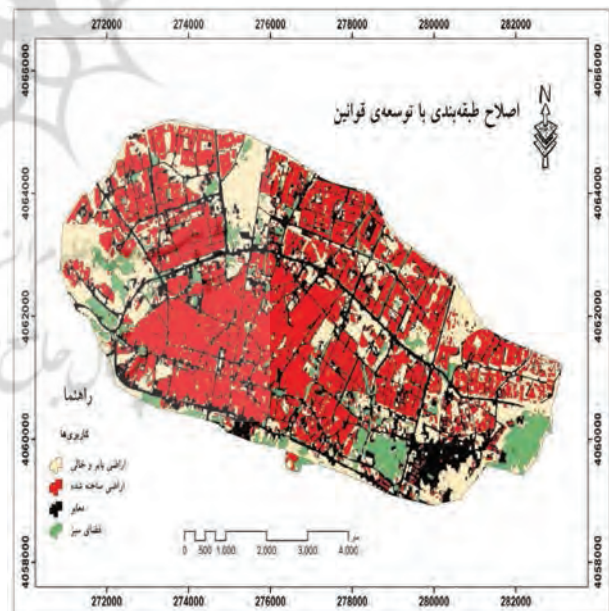 272000 274000 276000 278000 280000 282000
اصلاح طبقه‌بندی با توسعه‌ی قوانین
N
4066000 4066000
4064000 4064000
4062000 4062000
4060000 4060000
4058000 4058000
راهنما
کاربری‌ها
اراضی بایر و خالی
اراضی ساخته شده
معابر
فضای سبز
متر
0 500 1,000 2,000 3,000 4,000
272000 274000 276000 278000 280000 282000